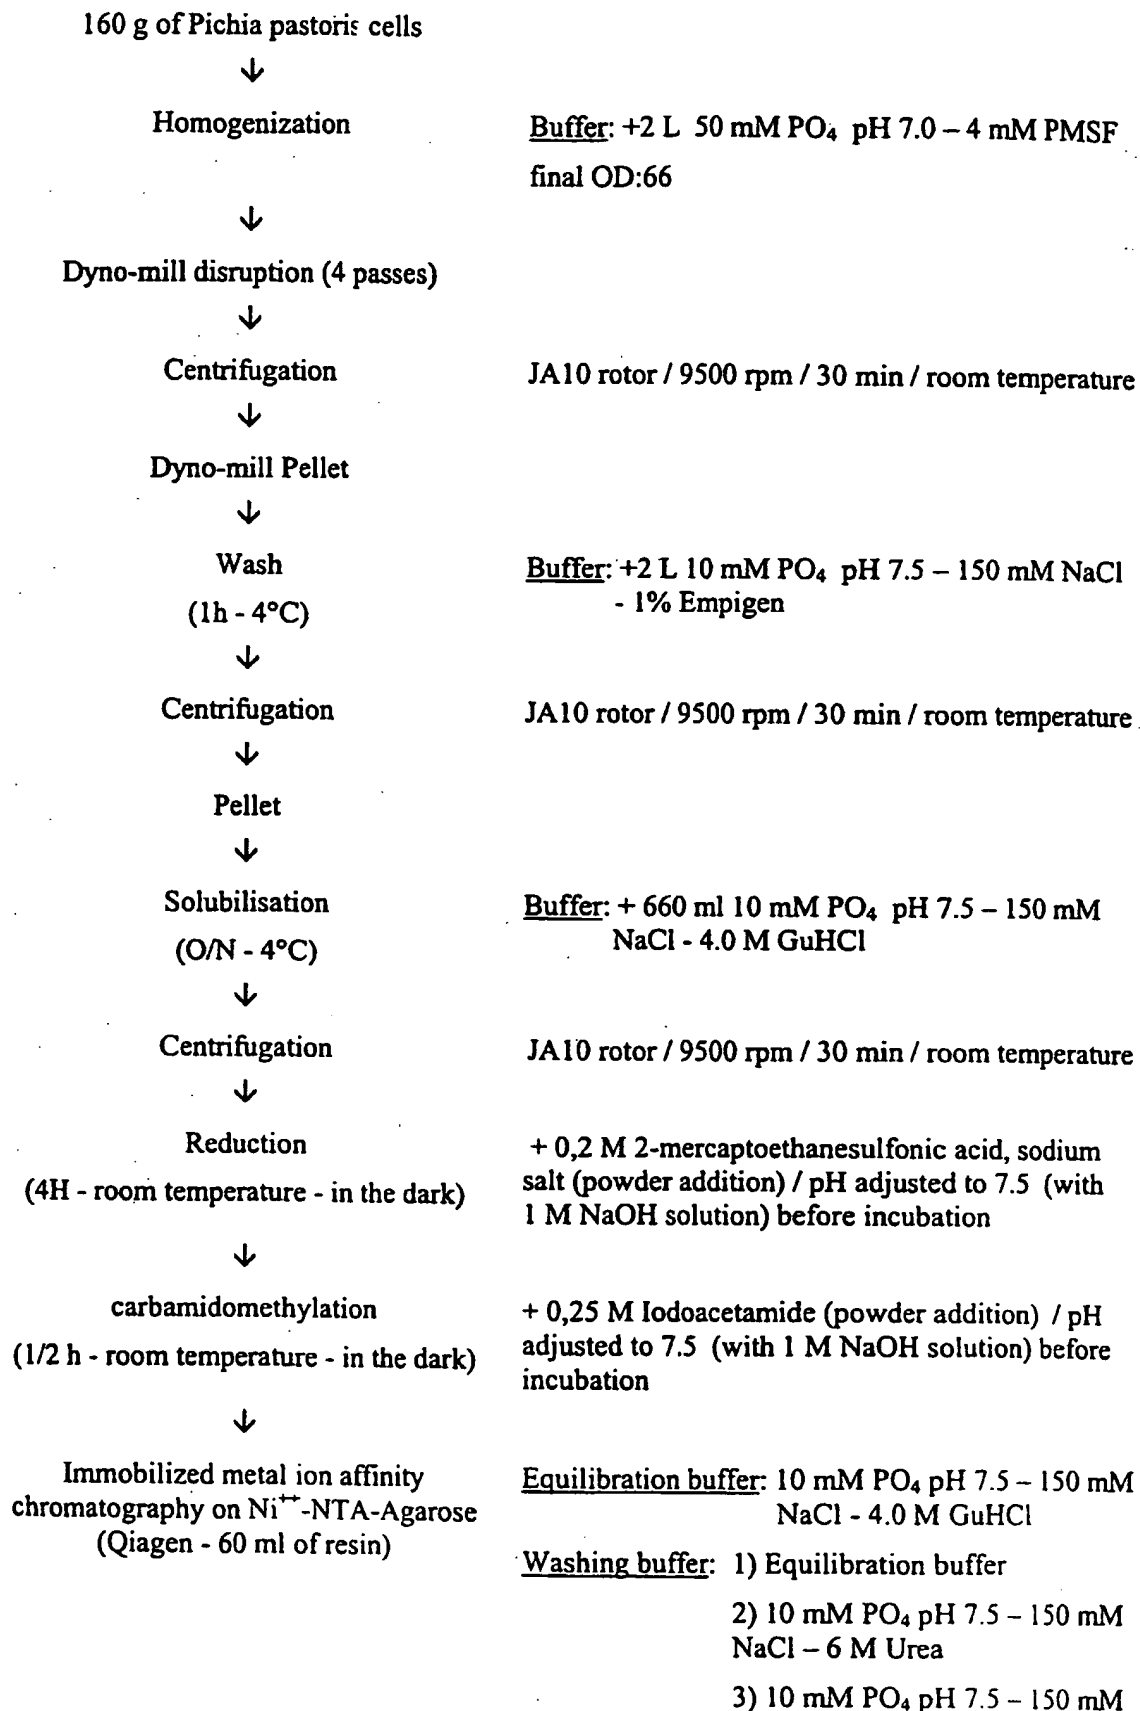 160 g of Pichia pastoris cells
↓
Homogenization
Buffer: +2 L 50 mM PO₄ pH 7.0 – 4 mM PMSF
final OD:66
↓
Dyno-mill disruption (4 passes)
↓
Centrifugation
JA10 rotor / 9500 rpm / 30 min / room temperature
↓
Dyno-mill Pellet
↓
Wash
(1h - 4°C)
Buffer: +2 L 10 mM PO₄ pH 7.5 – 150 mM NaCl
- 1% Empigen
↓
Centrifugation
JA10 rotor / 9500 rpm / 30 min / room temperature
↓
Pellet
↓
Solubilisation
(O/N - 4°C)
Buffer: + 660 ml 10 mM PO₄ pH 7.5 – 150 mM
NaCl - 4.0 M GuHCl
↓
Centrifugation
JA10 rotor / 9500 rpm / 30 min / room temperature
↓
Reduction
(4H - room temperature - in the dark)
+ 0,2 M 2-mercaptoethanesulfonic acid, sodium
salt (powder addition) / pH adjusted to 7.5 (with
1 M NaOH solution) before incubation
↓
carbamidomethylation
(1/2 h - room temperature - in the dark)
+ 0,25 M Iodoacetamide (powder addition) / pH
adjusted to 7.5 (with 1 M NaOH solution) before
incubation
↓
Immobilized metal ion affinity
chromatography on Ni⁺⁺-NTA-Agarose
(Qiagen - 60 ml of resin)
Equilibration buffer: 10 mM PO₄ pH 7.5 – 150 mM
NaCl - 4.0 M GuHCl
Washing buffer: 1) Equilibration buffer
2) 10 mM PO₄ pH 7.5 – 150 mM
NaCl – 6 M Urea
3) 10 mM PO₄ pH 7.5 – 150 mM